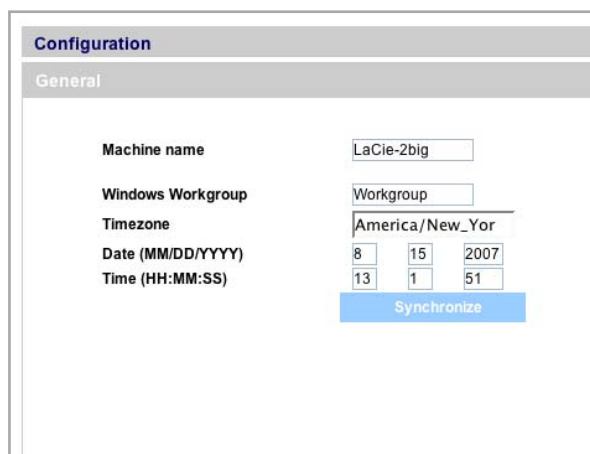 Configuration
General
Machine name LaCie-2big
Windows Workgroup Workgroup
Timezone America/New_Yor
Date (MM/DD/YYYY) 8 15 2007
Time (HH:MM:SS) 13 1 51
Synchronize